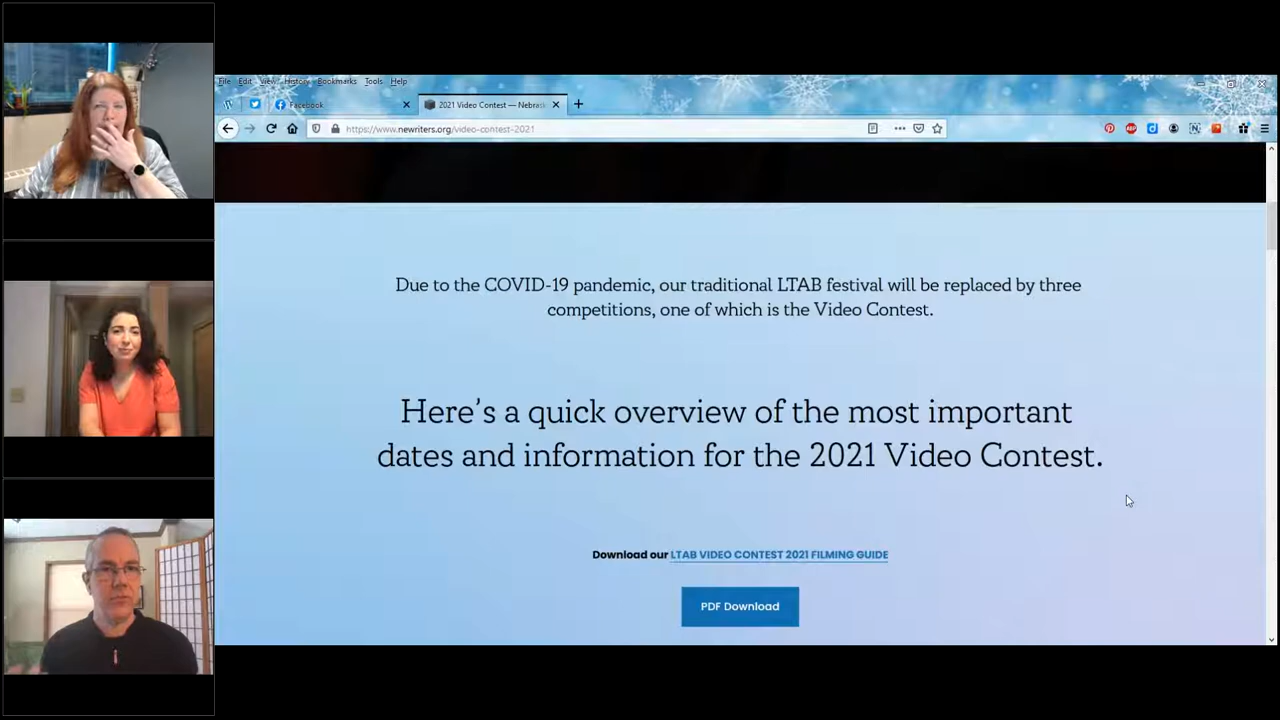 File Edit View History Bookmarks Tools Help
Facebook
2021 Video Contest — Nebras
https://www.newriters.org/video-contest-2021
Due to the COVID-19 pandemic, our traditional LTAB festival will be replaced by three
competitions, one of which is the Video Contest.
Here's a quick overview of the most important
dates and information for the 2021 Video Contest.
Download our LTAB VIDEO CONTEST 2021 FILMING GUIDE
PDF Download